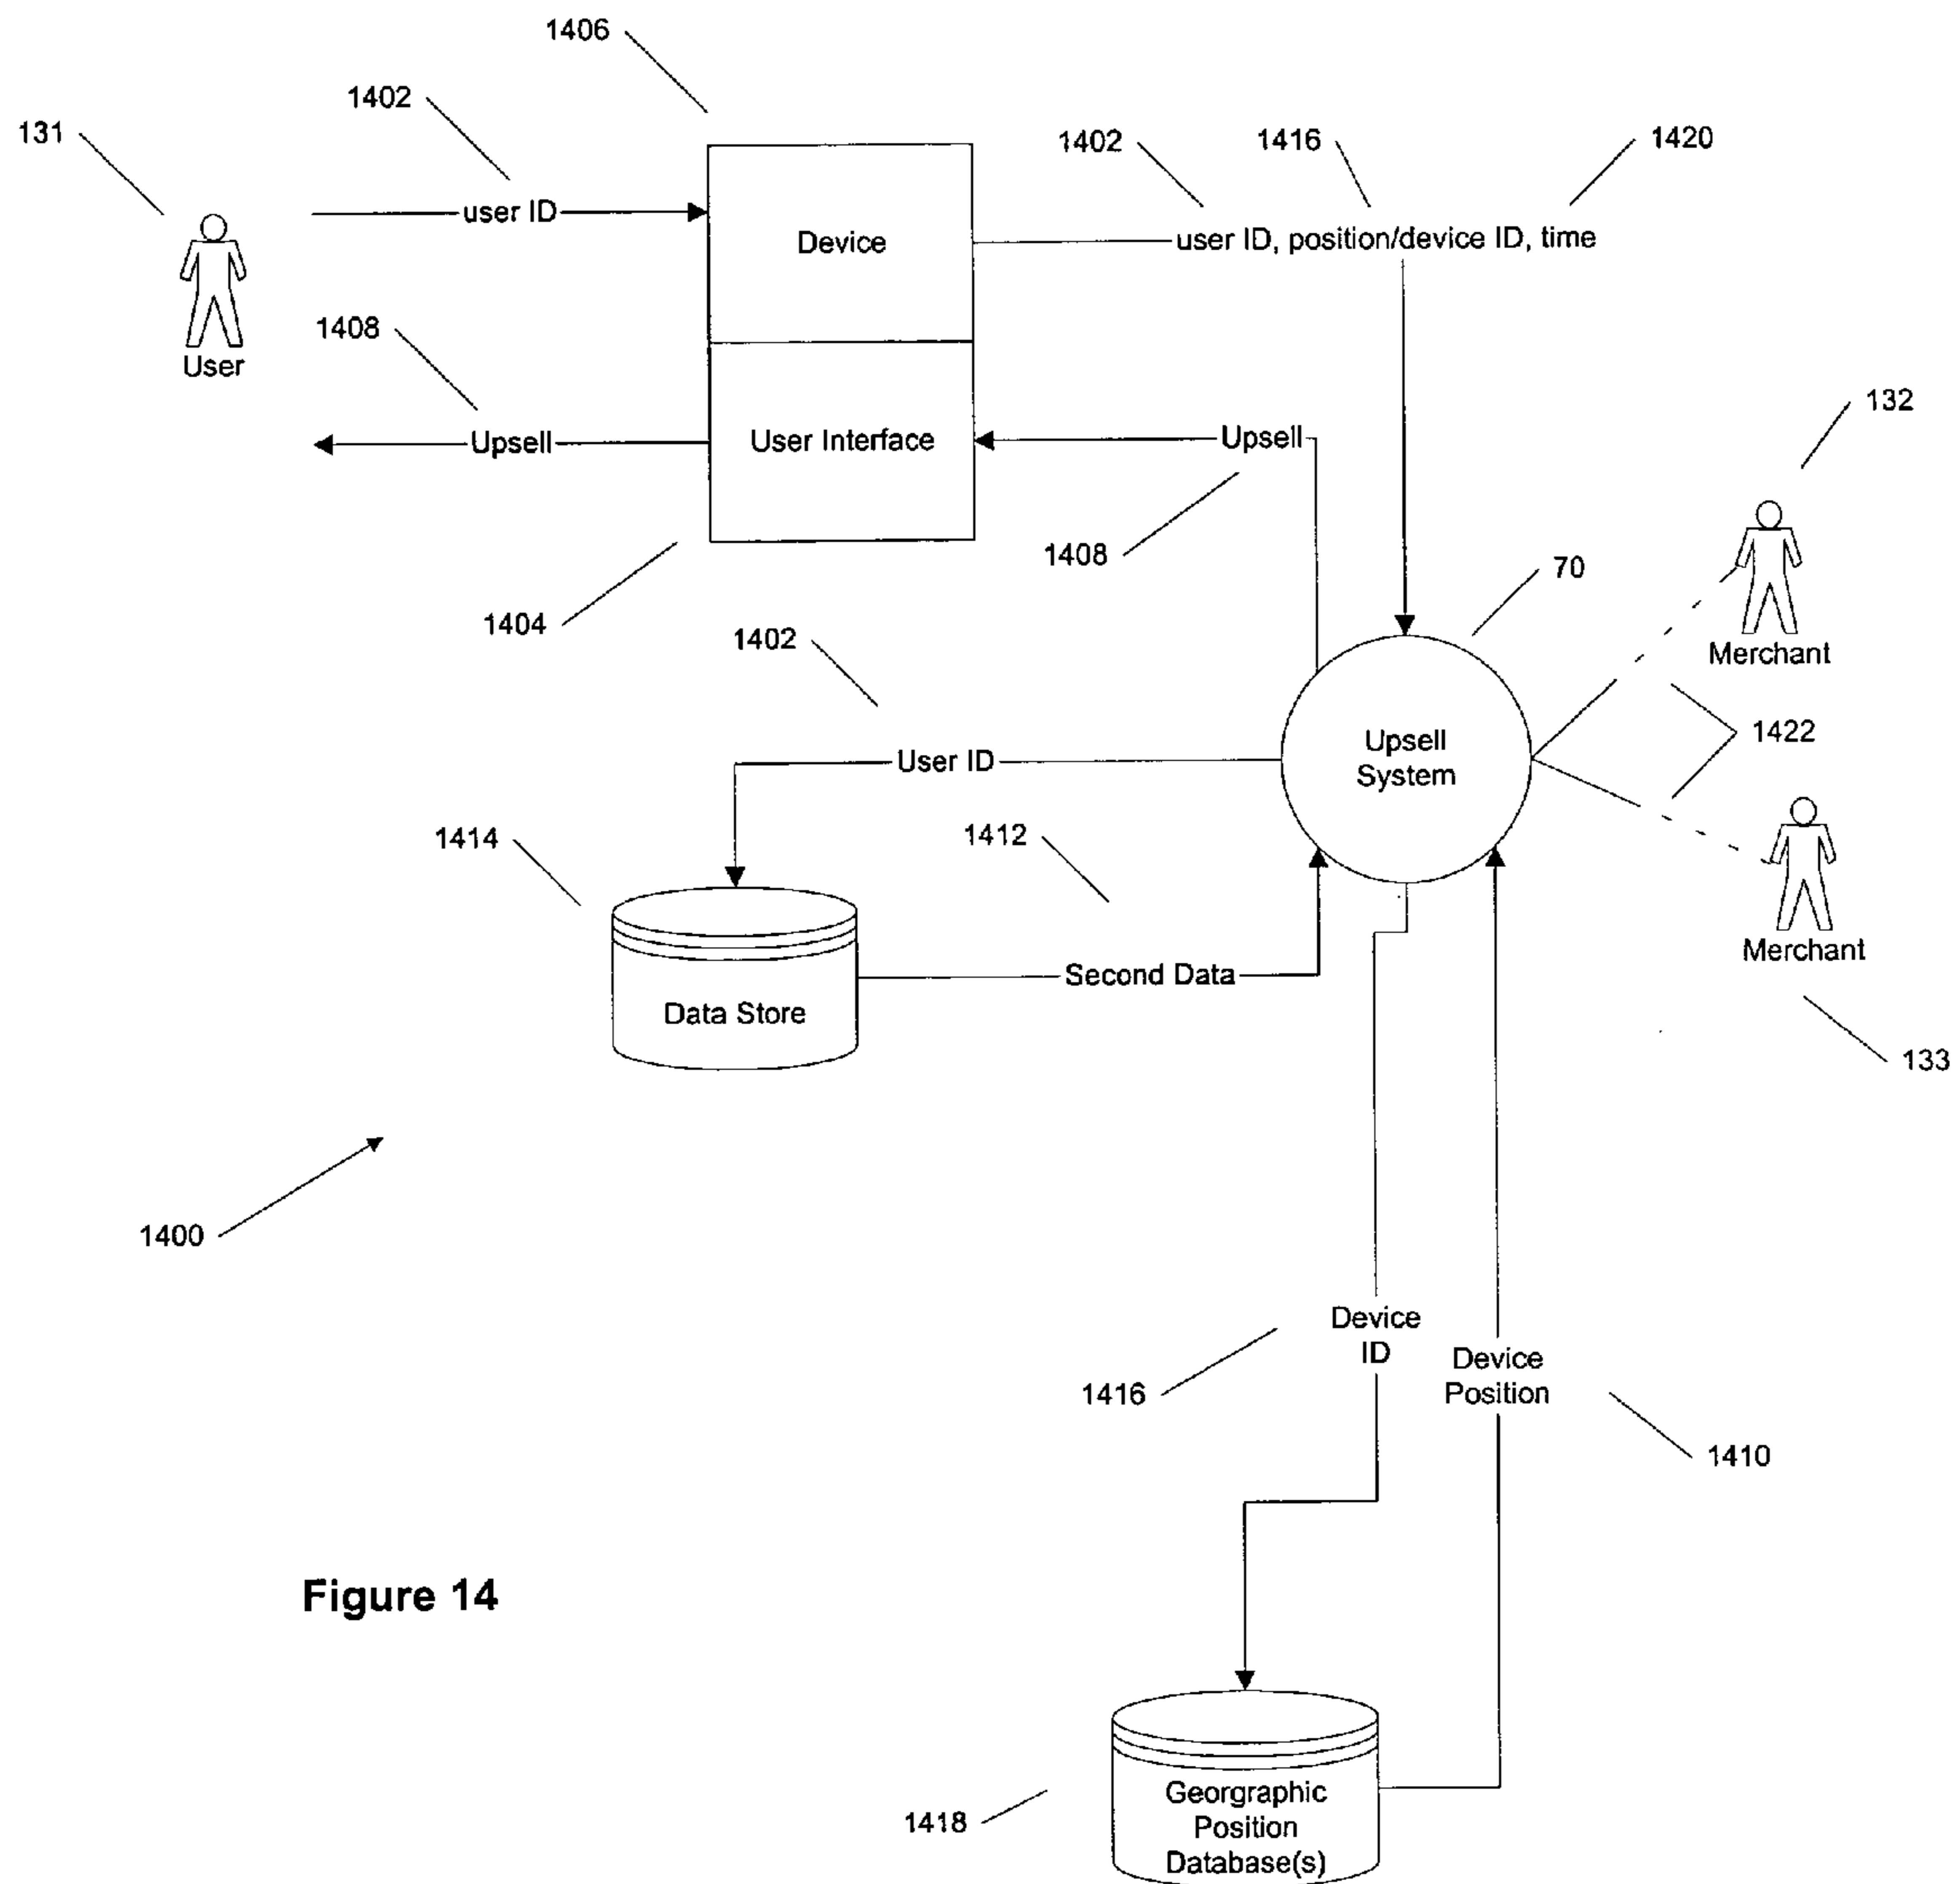 1406
1402
131
1402
1416
1420
user ID
Device
user ID, position/device ID, time
User
1408
Upsell
User Interface
Upsell
1408
132
1404
1402
70
Merchant
User ID
Upsell
System
1422
1414
1412
Merchant
Second Data
Data Store
133
1400
Device
ID
Device
Position
1416
1410
Figure 14
1418
Georgraphic
Position
Database(s)